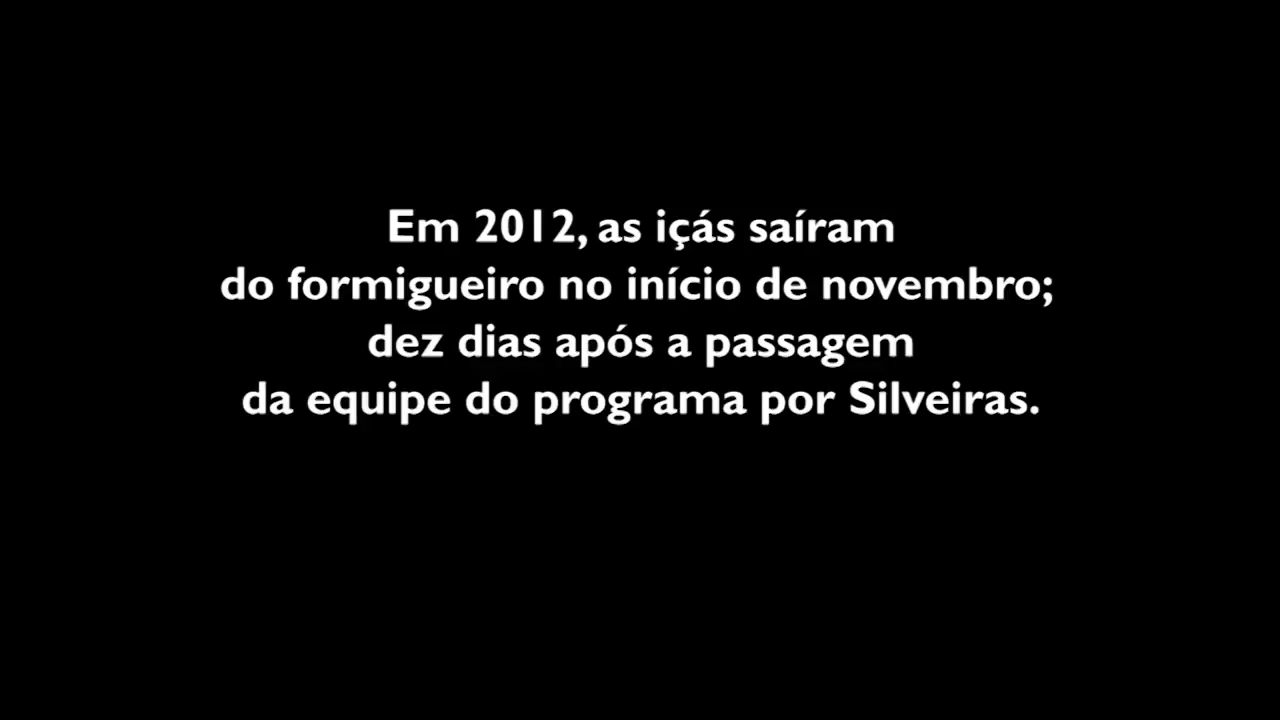 Em 2012, as içás saíram
do formigueiro no início de novembro;
dez dias após a passagem
da equipe do programa por Silveiras.